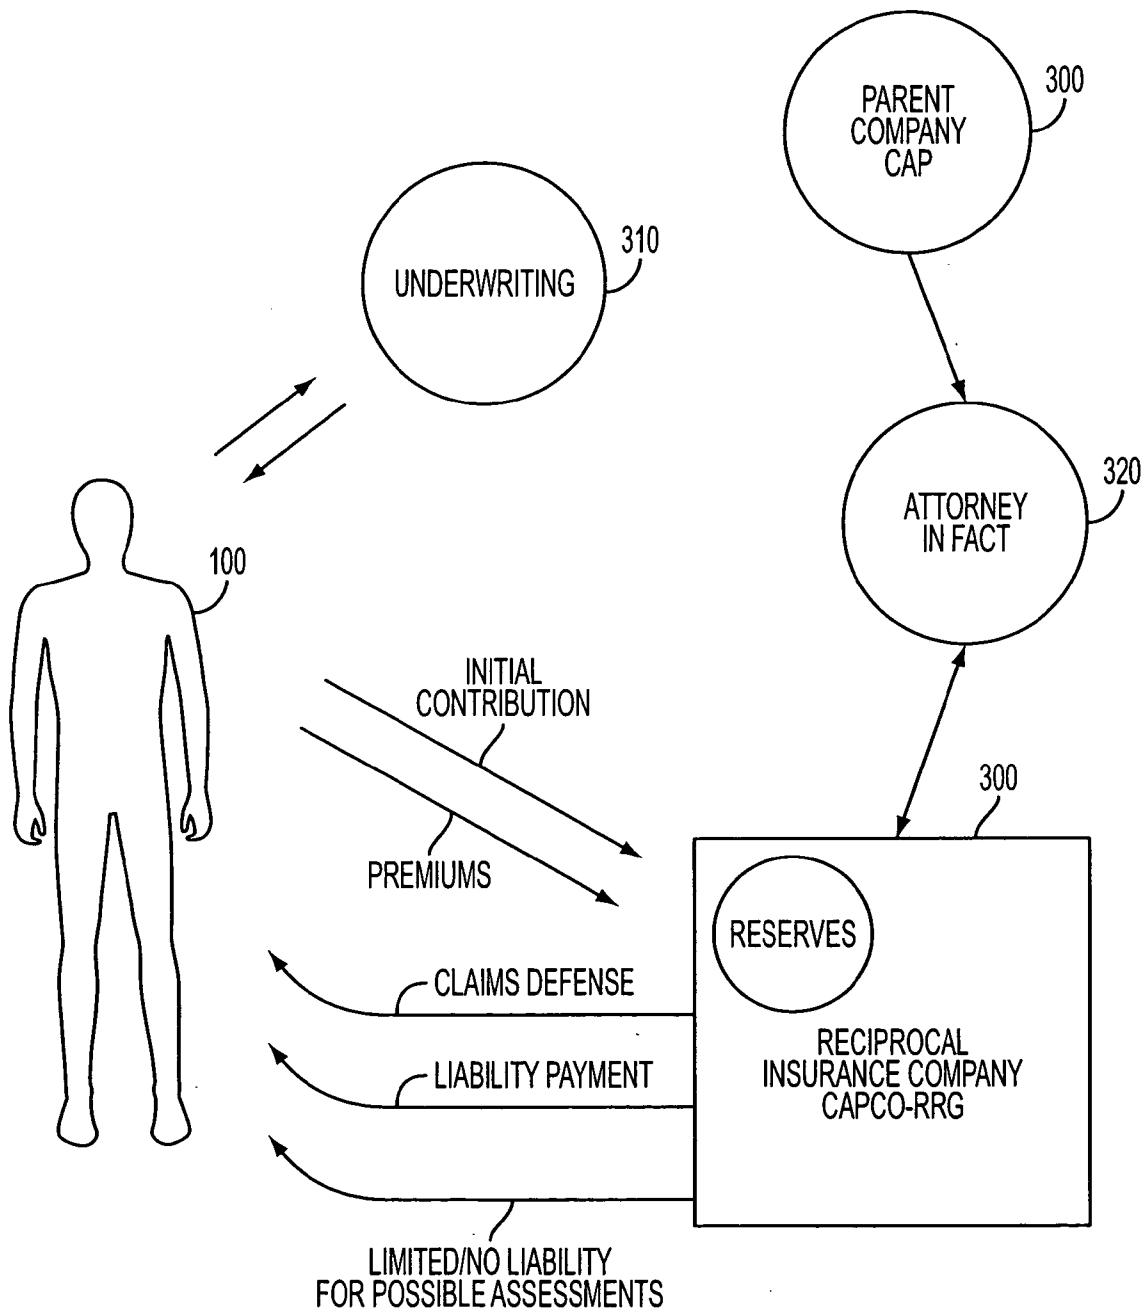 PARENT
COMPANY
CAP
300
UNDERWRITING
310
ATTORNEY
IN FACT
320
100
INITIAL
CONTRIBUTION
PREMIUMS
300
RESERVES
RECIPROCAL
INSURANCE COMPANY
CAPCO-RRG
CLAIMS DEFENSE
LIABILITY PAYMENT
LIMITED/NO LIABILITY
FOR POSSIBLE ASSESSMENTS